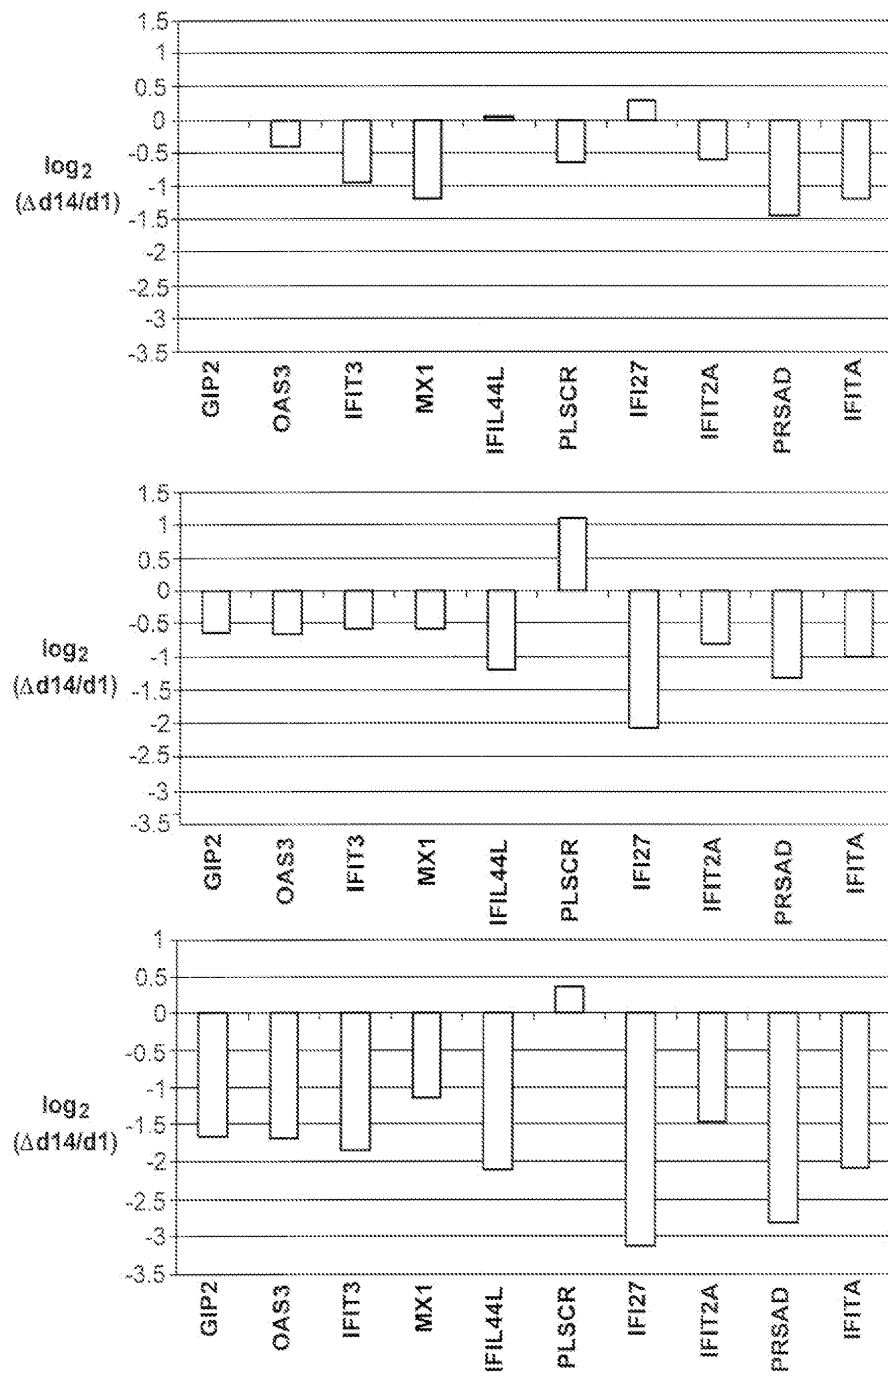 1.5
1
0.5
0
-0.5
-1
-1.5
-2
-2.5
-3
-3.5
log2
(Δd14/d1)
GIP2
OAS3
IFIT3
MX1
IFIL44L
PLSCR
IFI27
IFIT2A
PRSAD
IFITA
1.5
1
0.5
0
-0.5
-1
-1.5
-2
-2.5
-3
-3.5
log2
(Δd14/d1)
GIP2
OAS3
IFIT3
MX1
IFIL44L
PLSCR
IFI27
IFIT2A
PRSAD
IFITA
1
0.5
0
-0.5
-1
-1.5
-2
-2.5
-3
-3.5
log2
(Δd14/d1)
GIP2
OAS3
IFIT3
MX1
IFIL44L
PLSCR
IFI27
IFIT2A
PRSAD
IFITA